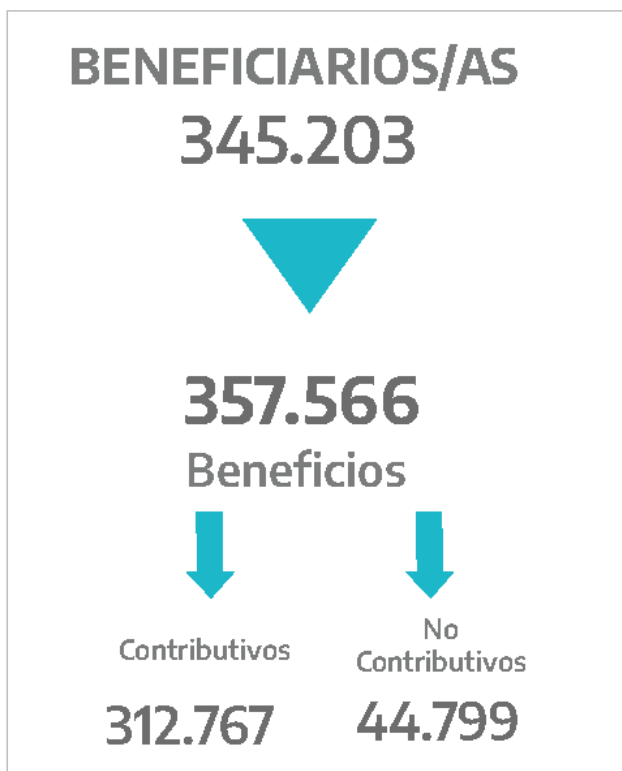 BENEFICIARIOS/AS
345.203
357.566
Beneficios
Contributivos
312.767
No
Contributivos
44.799